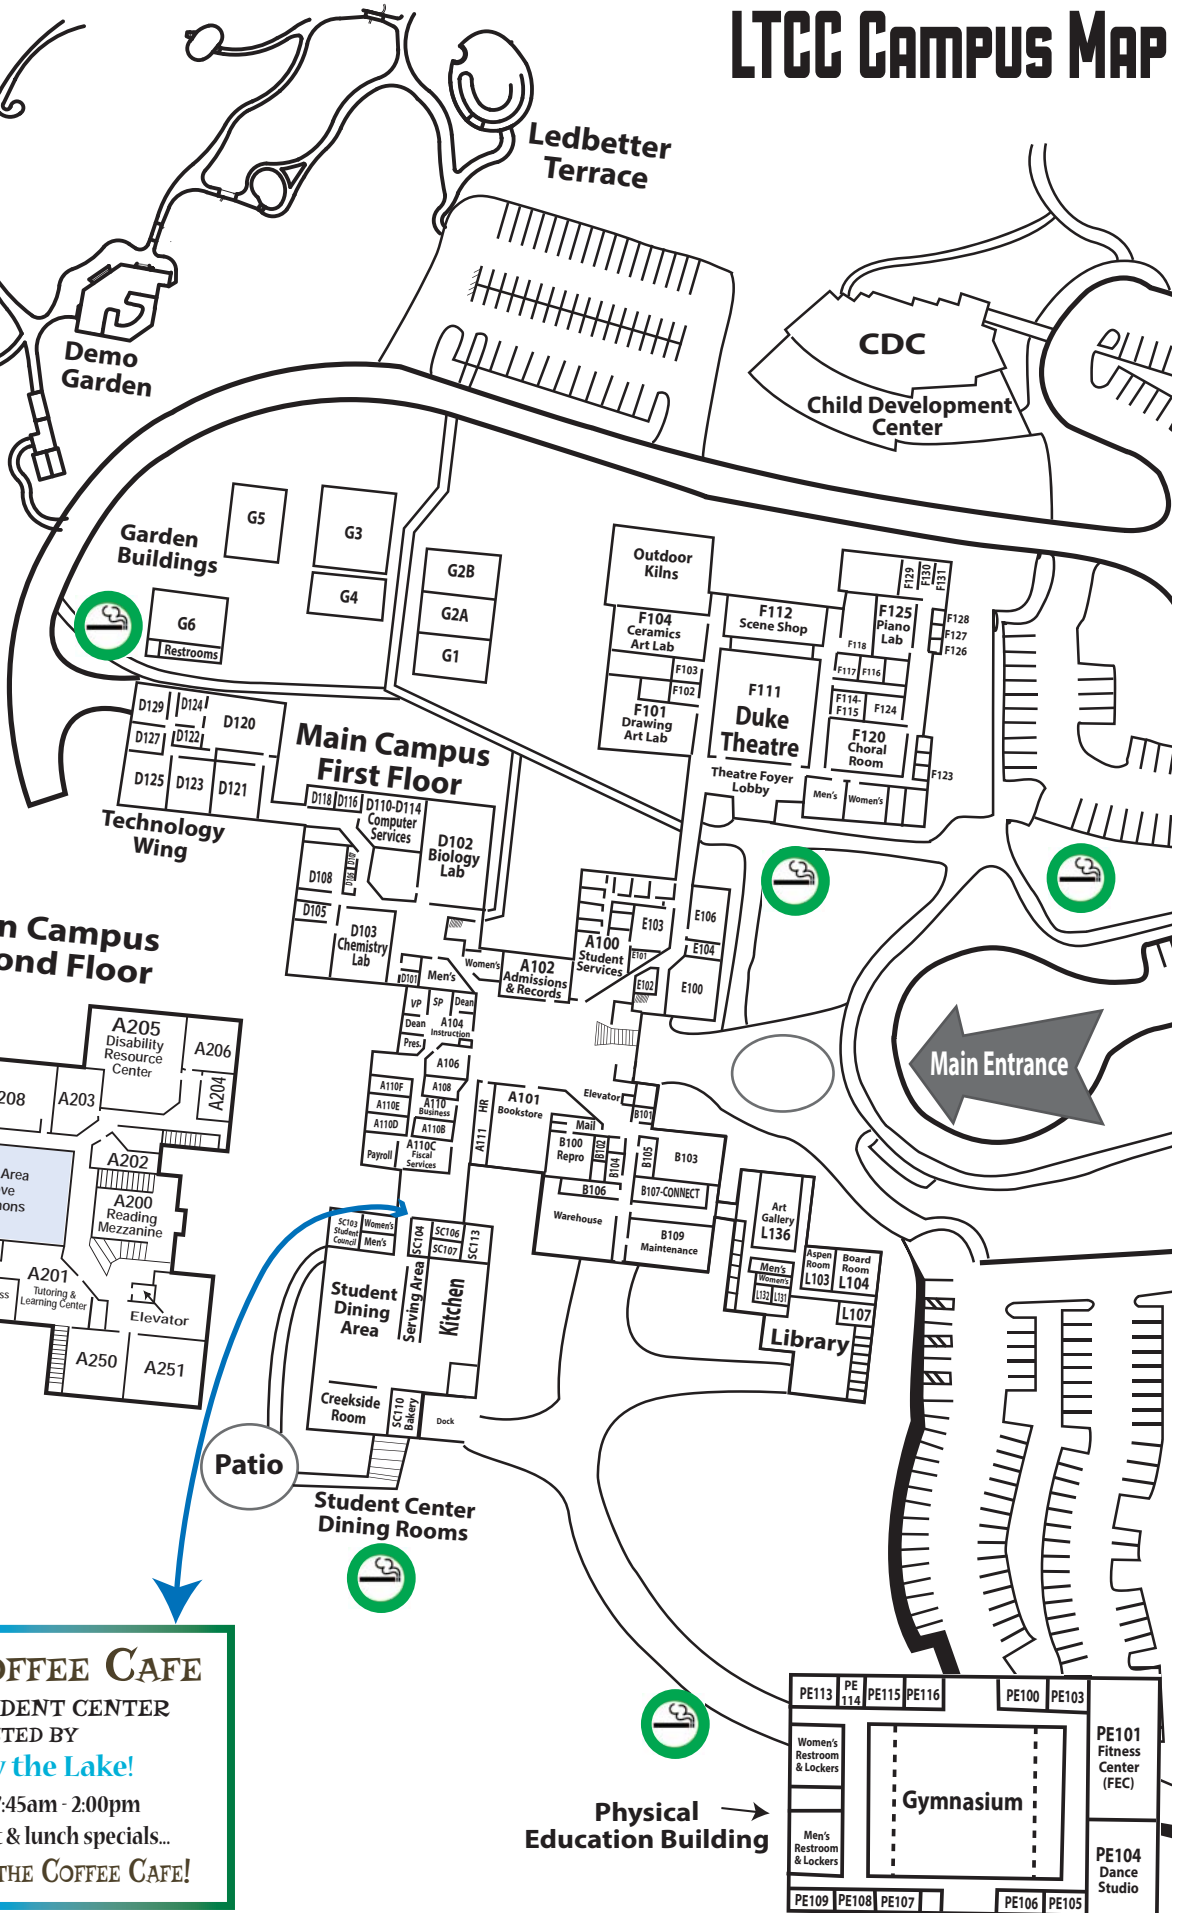 LTCC Campus Map
Ledbetter
Terrace
Demo
Garden
CDC
Child Development
Center
Garden
Buildings
G5
G3
G4
G6
Restrooms
G2B
G2A
G1
Outdoor
Kilns
F104
Ceramics
Art Lab
F103
F102
F101
Drawing
Art Lab
F112
Scene Shop
F111
Duke
Theatre
Theatre Foyer
Lobby
F129
F130
F131
F125
Piano
Lab
F128
F127
F126
F118
F117
F116
F114-
F115
F124
F120
Choral
Room
F123
Men's
Women's
D129
D124
D120
D127
D122
D125
D123
D121
Technology
Wing
Main Campus
First Floor
D118
D116
D110-D114
Computer
Services
D102
Biology
Lab
D108
D107
D106
D105
D103
Chemistry
Lab
D101
Men's
Women's
A102
Admissions
& Records
A100
Student
Services
E103
E101
E102
E106
E104
E100
VP
SP
Dean
Dean
A104
Instruction
Pres.
A106
A108
A110F
A110E
A110
Business
A110D
A110B
Payroll
A110C
Fiscal
Services
A111
HR
A101
Bookstore
Elevator
B101
Mail
B100
Repro
B102
B104
B105
B103
B106
B107-CONNECT
Warehouse
B109
Maintenance
Main Entrance
n Campus
ond Floor
A205
Disability
Resource
Center
A206
A204
208
A203
A202
Area
ve
nons
A200
Reading
Mezzanine
A201
Tutoring &
Learning Center
ss
Elevator
A250
A251
SC103
Student
Council
Women's
Men's
SC104
SC106
SC107
SC113
Student
Dining
Area
Serving Area
Kitchen
Creekside
Room
SC110
Bakery
Dock
Patio
Student Center
Dining Rooms
Art
Gallery
L136
Men's
Women's
L132
L131
Aspen
Room
L103
Board
Room
L104
L107
Library
OFFEE CAFE
DENT CENTER
TED BY
y the Lake!
7:45am - 2:00pm
t & lunch specials...
THE COFFEE CAFE!
Physical
Education Building
PE113
PE
114
PE115
PE116
PE100
PE103
PE101
Fitness
Center
(FEC)
Women's
Restroom
& Lockers
Gymnasium
Men's
Restroom
& Lockers
PE104
Dance
Studio
PE109
PE108
PE107
PE106
PE105